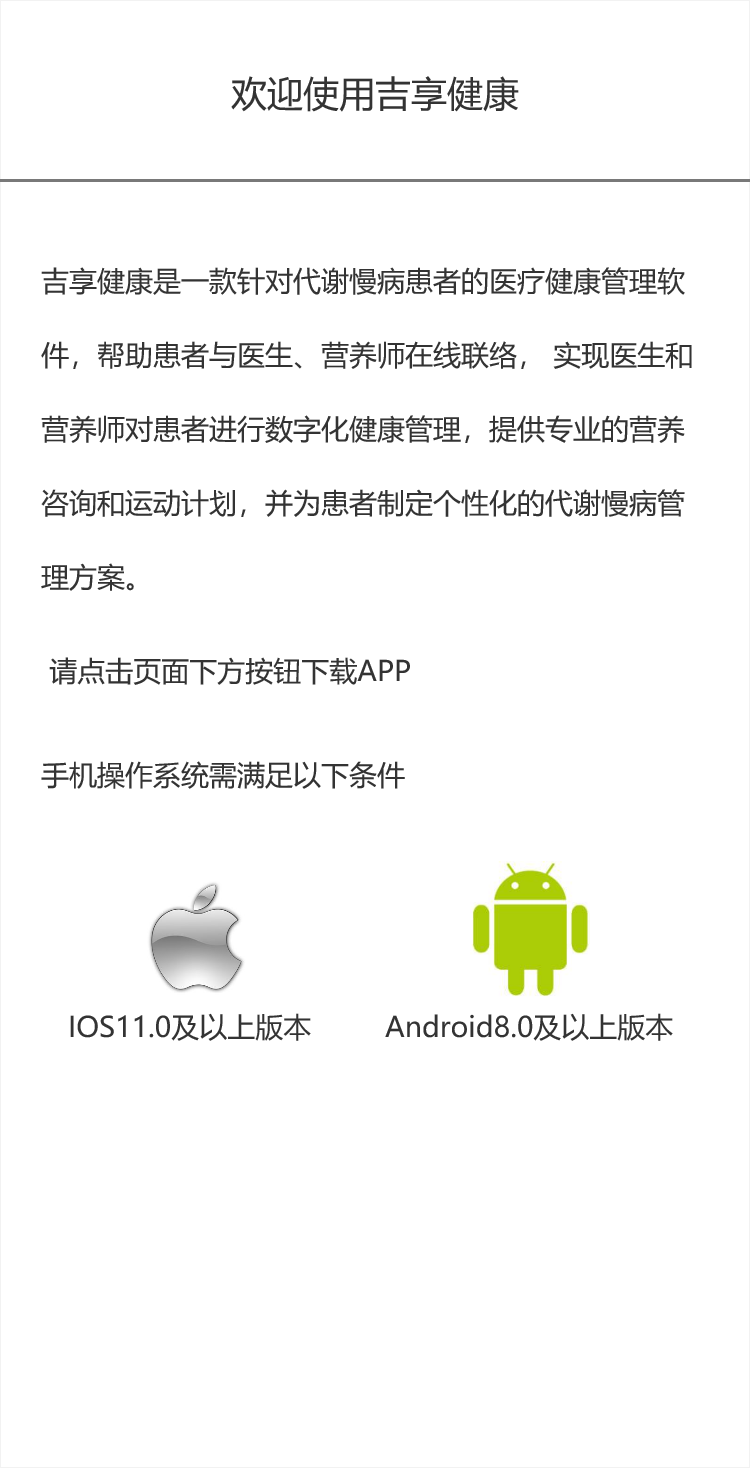 欢迎使用吉享健康
吉享健康是一款针对代谢慢病患者的医疗健康管理软
件，帮助患者与医生、营养师在线联络， 实现医生和
营养师对患者进行数字化健康管理，提供专业的营养
咨询和运动计划，并为患者制定个性化的代谢慢病管
理方案。
请点击页面下方按钮下载APP
手机操作系统需满足以下条件
IOS11.0及以上版本
Android8.0及以上版本